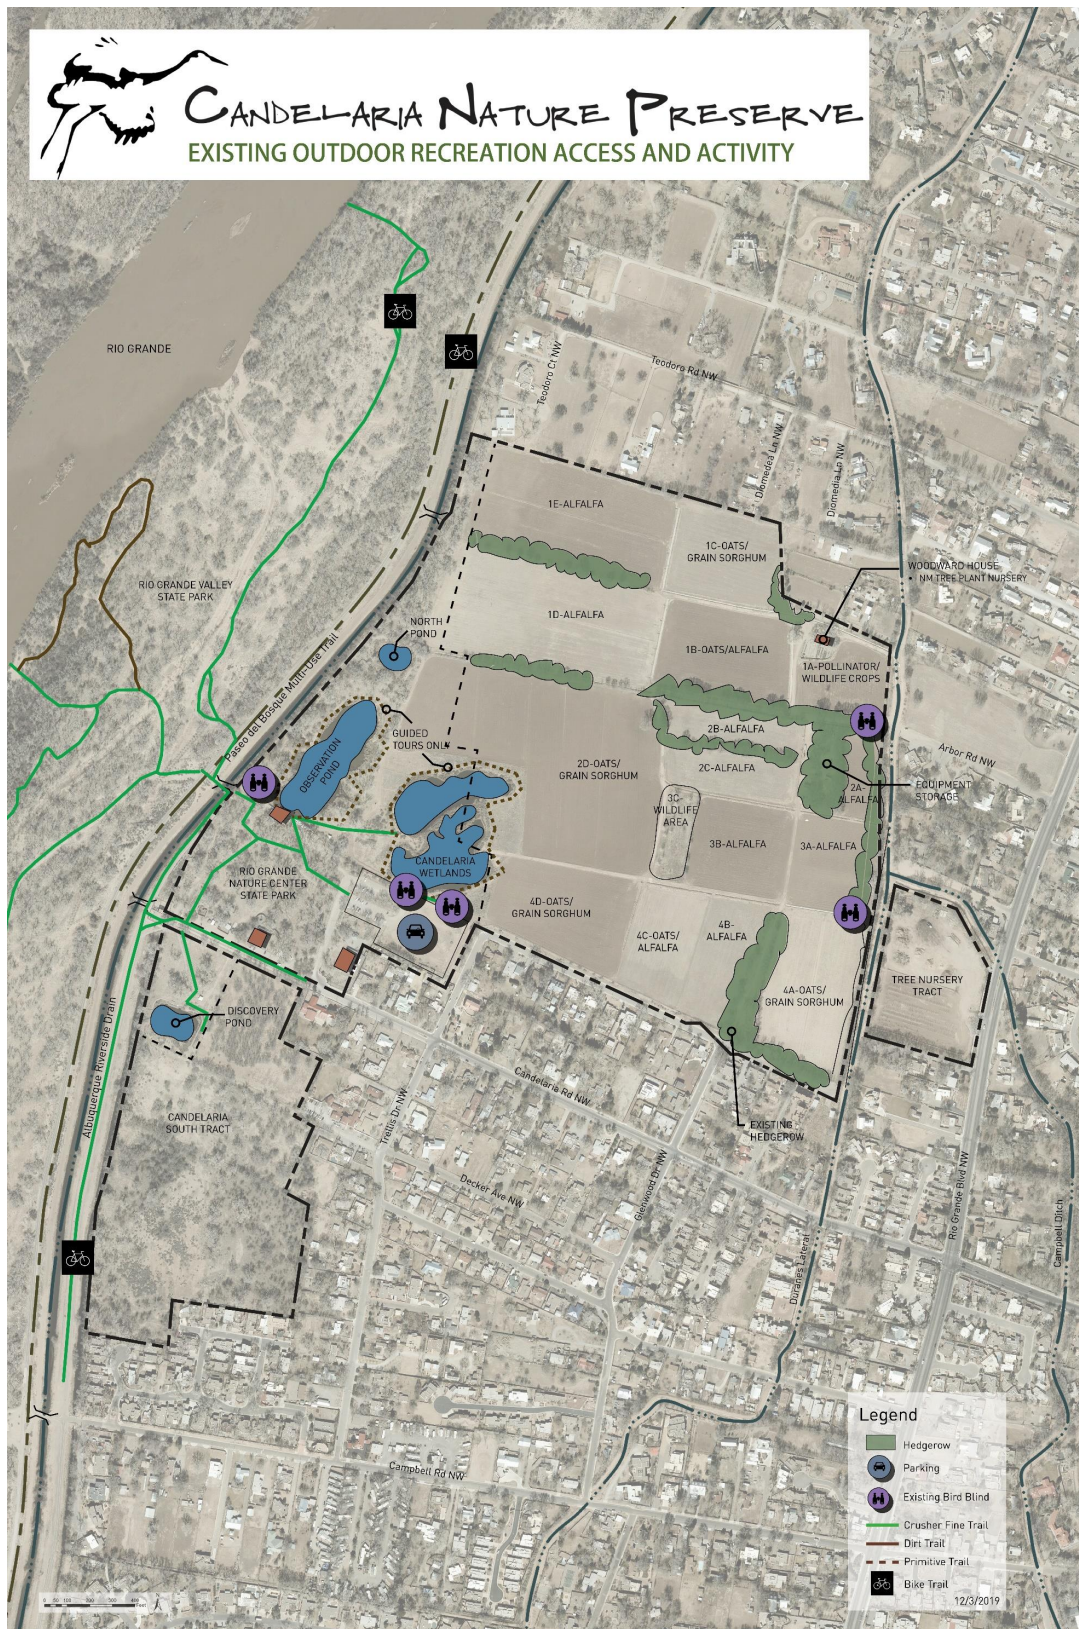 CANDELARIA NATURE PRESERVE
EXISTING OUTDOOR RECREATION ACCESS AND ACTIVITY
RIO GRANDE
Teodoro Ct NW
Teodoro Rd NW
Diomedea Ln NW
Diomedia Ln NW
1E-ALFALFA
1C-OATS/
GRAIN SORGHUM
WOODWARD HOUSE
• NM TREE PLANT NURSERY
RIO GRANDE VALLEY
STATE PARK
1D-ALFALFA
NORTH
POND
1B-OATS/ALFALFA
1A-POLLINATOR/
WILDLIFE CROPS
Paseo del Bosque Multi-Use Trail
GUIDED
TOURS ONLY
2B-ALFALFA
OBSERVATION
POND
2D-OATS/
GRAIN SORGHUM
2C-ALFALFA
Arbor Rd NW
EQUIPMENT
STORAGE
2A-
ALFALFA
3C-
WILDLIFE
AREA
3B-ALFALFA
3A-ALFALFA
CANDELARIA
WETLANDS
RIO GRANDE
NATURE CENTER
STATE PARK
4D-OATS/
GRAIN SORGHUM
4B-
ALFALFA
4C-OATS/
ALFALFA
4A-OATS/
GRAIN SORGHUM
TREE NURSERY
TRACT
DISCOVERY
POND
Albuquerque Riverside Drain
CANDELARIA
SOUTH TRACT
Candelaria Rd NW
Trellis Dr NW
EXISTING
HEDGEROW
Decker Ave NW
Glenwood Dr NW
Rio Grande Blvd NW
Campbell Ditch
Duranes Lateral
Campbell Rd NW
Legend
Hedgerow
Parking
Existing Bird Blind
Crusher Fine Trail
Dirt Trail
Primitive Trail
Bike Trail
12/3/2019
0 50 100 200 300 400
Feet